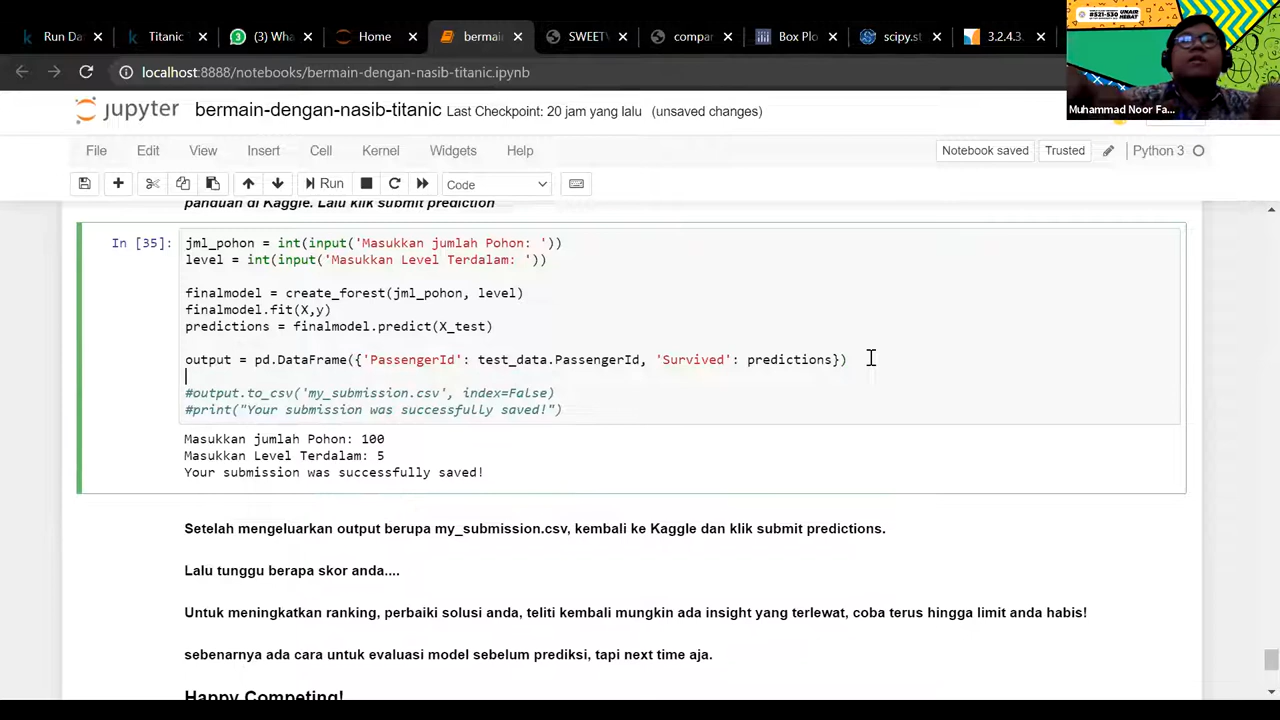 Run Da
Titanic
(3) Wha
Home
bermai
SWEETV
compar
Box Plo
scipy.st
3.2.4.3.
#521-530
UNAIR
HEBAT
localhost:8888/notebooks/bermain-dengan-nasib-titanic.ipynb
Muhammad Noor Fa...
jupyter bermain-dengan-nasib-titanic Last Checkpoint: 20 jam yang lalu (unsaved changes)
File Edit View Insert Cell Kernel Widgets Help
Notebook saved Trusted Python 3
Run Code
panduan di Kaggle. Lalu klik submit prediction
In [35]: jml_pohon = int(input('Masukkan jumlah Pohon: '))
level = int(input('Masukkan Level Terdalam: '))
finalmodel = create_forest(jml_pohon, level)
finalmodel.fit(X,y)
predictions = finalmodel.predict(X_test)
output = pd.DataFrame({'PassengerId': test_data.PassengerId, 'Survived': predictions})
#output.to_csv('my_submission.csv', index=False)
#print("Your submission was successfully saved!")
Masukkan jumlah Pohon: 100
Masukkan Level Terdalam: 5
Your submission was successfully saved!
Setelah mengeluarkan output berupa my_submission.csv, kembali ke Kaggle dan klik submit predictions.
Lalu tunggu berapa skor anda....
Untuk meningkatkan ranking, perbaiki solusi anda, teliti kembali mungkin ada insight yang terlewat, coba terus hingga limit anda habis!
sebenarnya ada cara untuk evaluasi model sebelum prediksi, tapi next time aja.
Happy Competing!